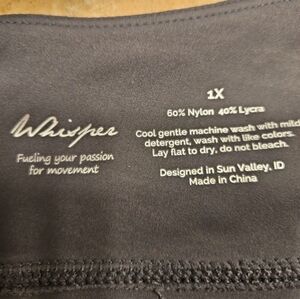 Whisper
Fueling your passion
for movement
1X
60% Nylon 40% Lycra
Cool gentle machine wash with mild
detergent, wash with like colors.
Lay flat to dry, do not bleach.
Designed in Sun Valley, ID
Made in China